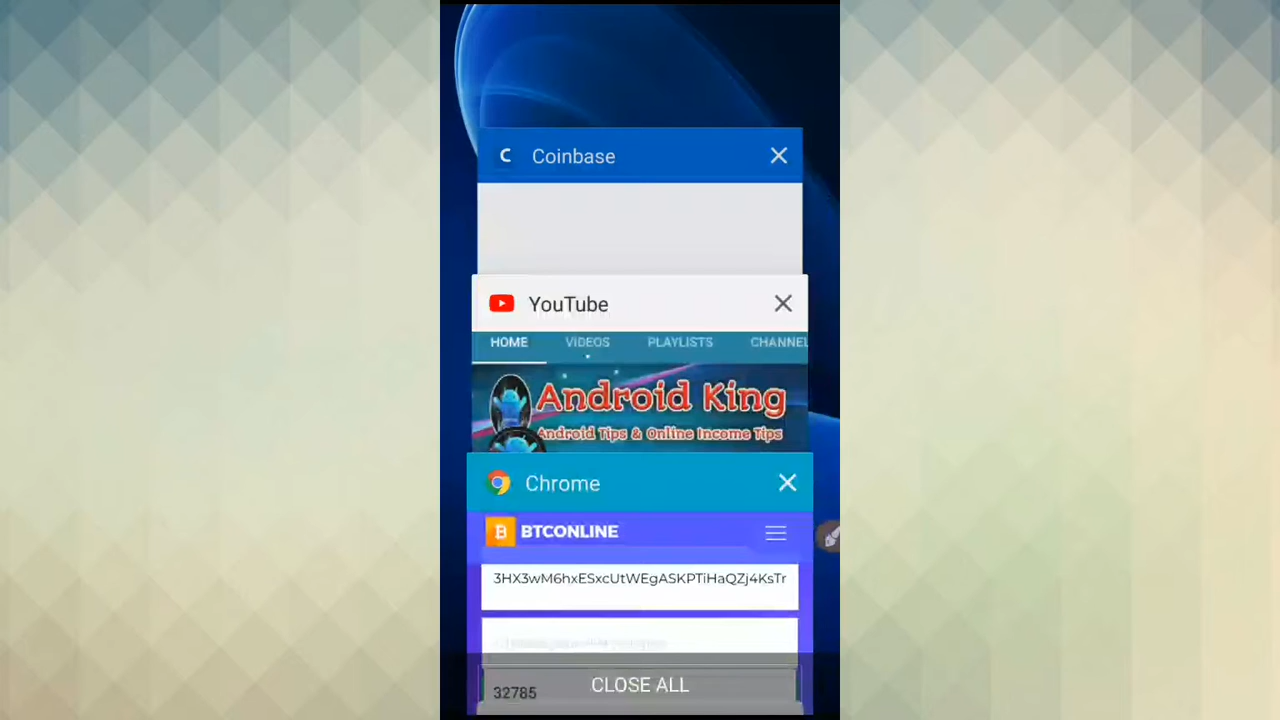 Coinbase
YouTube
HOME VIDEOS PLAYLISTS CHANNEL
Android King
Android Tips & Online Income Tips
Chrome
BTCONLINE
3HX3wM6hxESxcUtWEgASKPTiHaQZj4KsTr
32785
CLOSE ALL